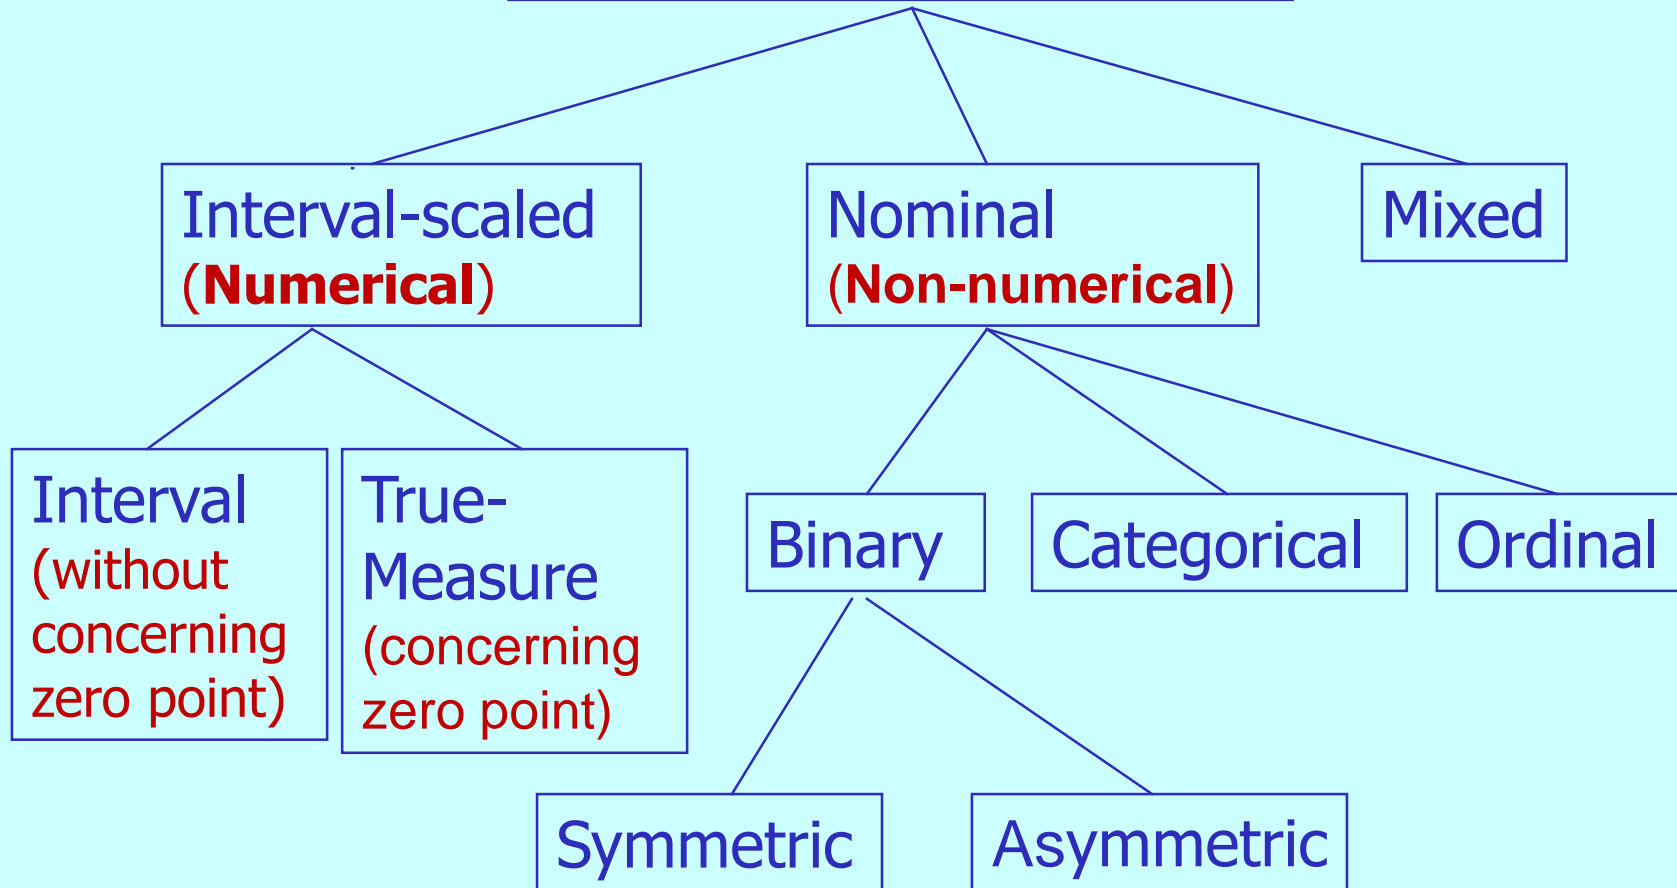 Interval-scaled
(Numerical)
Nominal
(Non-numerical)
Mixed
Interval
(without
concerning
zero point)
True-
Measure
(concerning
zero point)
Binary
Categorical
Ordinal
Symmetric
Asymmetric